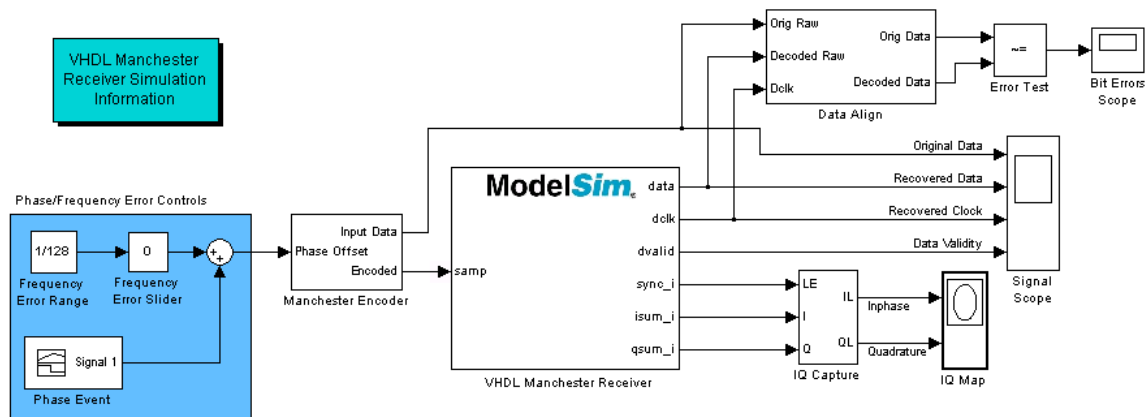 VHDL Manchester
Receiver Simulation
Information
Orig Raw
Orig Data
Decoded Raw
Decoded Data
Dclk
Data Align
~=
Error Test
Bit Errors
Scope
Original Data
Recovered Data
Recovered Clock
Data Validity
Signal
Scope
ModelSim
data
dclk
dvalid
sync_i
isum_i
qsum_i
samp
VHDL Manchester Receiver
Phase/Frequency Error Controls
1/128
Frequency
Error Range
0
Frequency
Error Slider
+
+
Signal 1
Phase Event
Input Data
Phase Offset
Encoded
Manchester Encoder
LE
IL
I
Q
QL
IQ Capture
Inphase
Quadrature
IQ Map